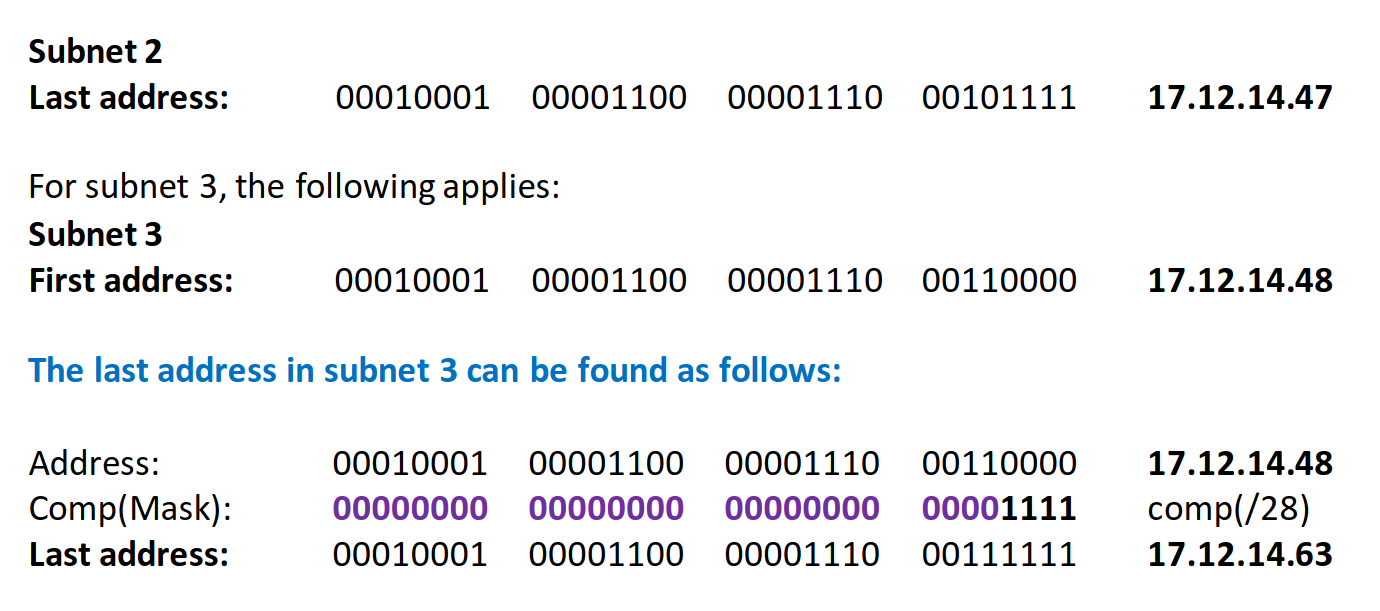 Subnet 2
Last address: 00010001 00001100 00001110 00101111 17.12.14.47
For subnet 3, the following applies:
Subnet 3
First address: 00010001 00001100 00001110 00110000 17.12.14.48
The last address in subnet 3 can be found as follows:
Address: 00010001 00001100 00001110 00110000 17.12.14.48
Comp(Mask): 00000000 00000000 00000000 00001111 comp(/28)
Last address: 00010001 00001100 00001110 00111111 17.12.14.63